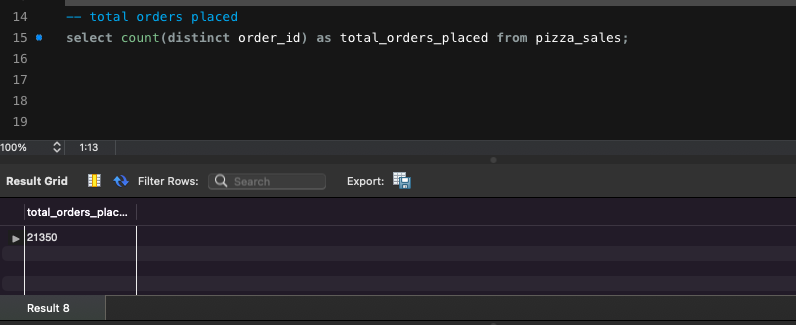 14 -- total orders placed
15 select count(distinct order_id) as total_orders_placed from pizza_sales;
16
17
18
19
100% 1:13
Result Grid Filter Rows: Search Export:
total_orders_plac...
21350
Result 8